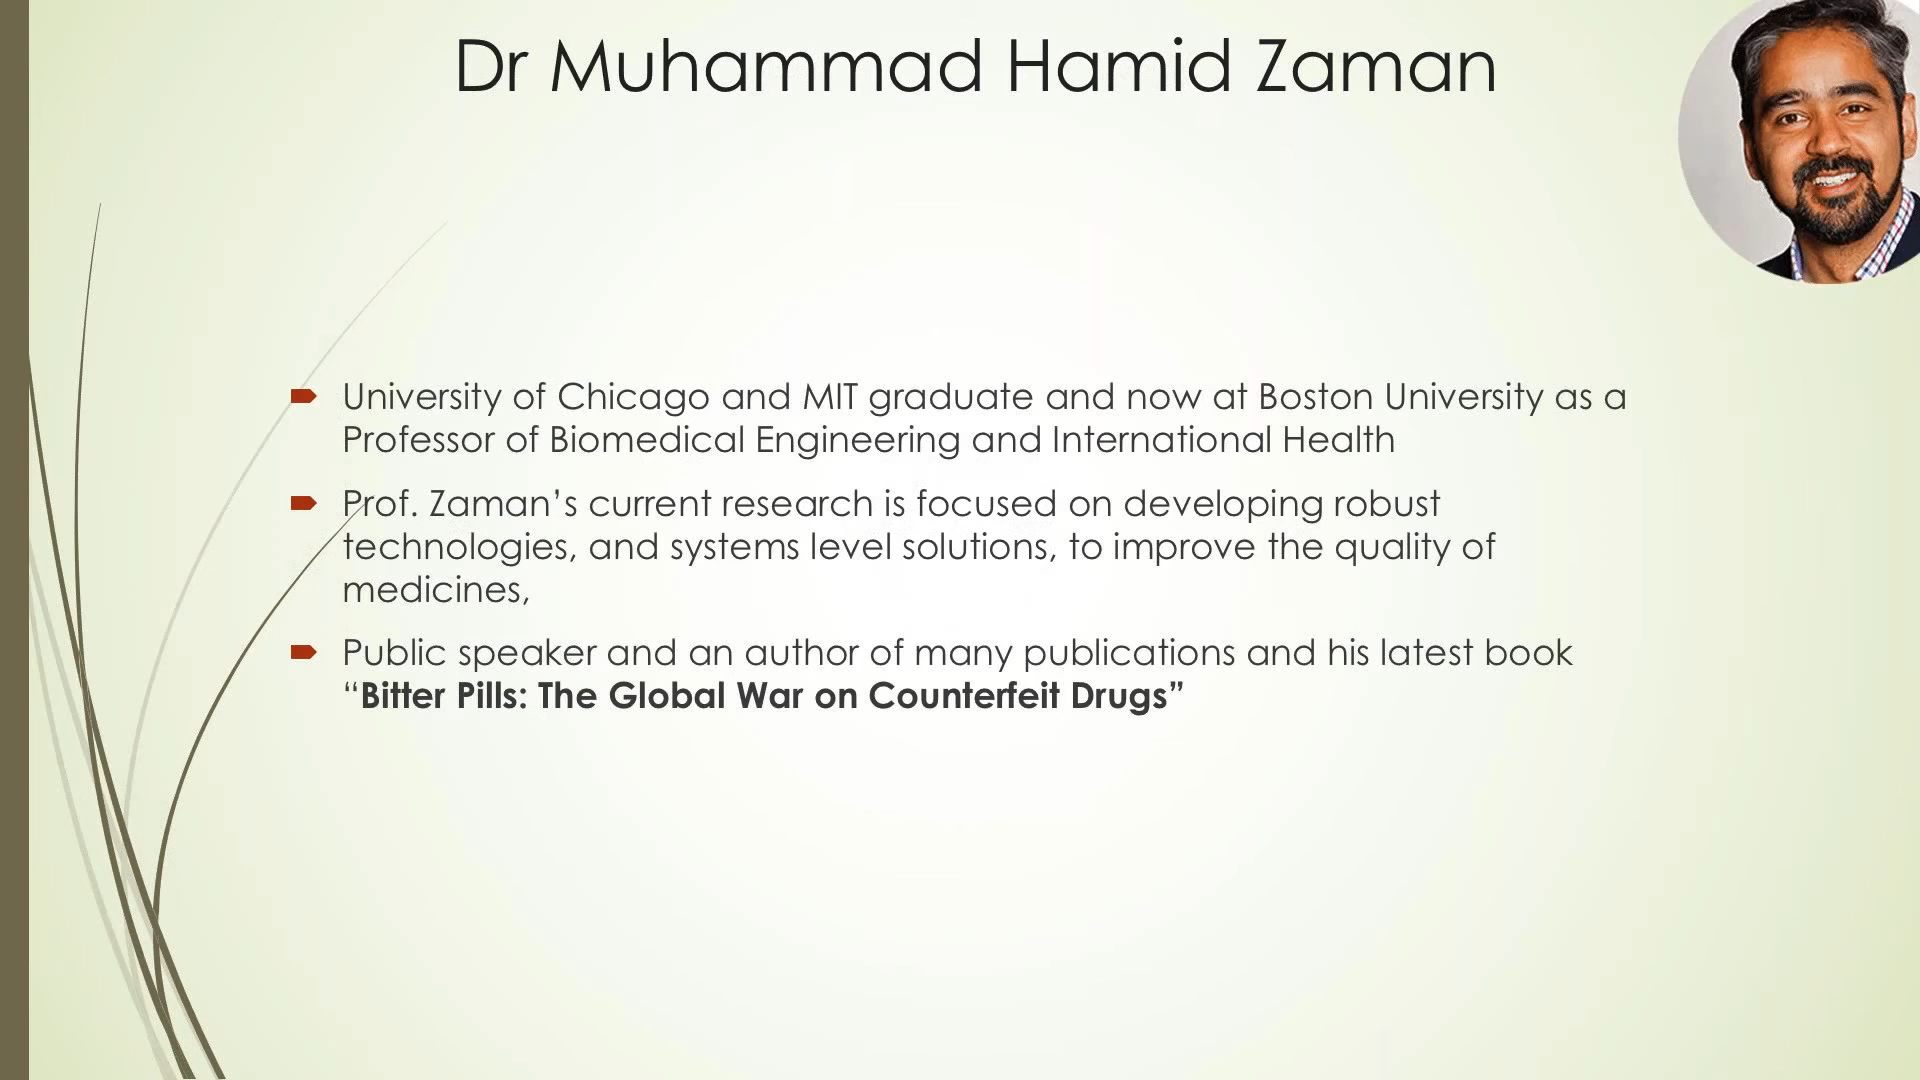 Dr Muhammad Hamid Zaman
University of Chicago and MIT graduate and now at Boston University as a
Professor of Biomedical Engineering and International Health
Prof. Zaman’s current research is focused on developing robust
technologies, and systems level solutions, to improve the quality of
medicines,
Public speaker and an author of many publications and his latest book
“Bitter Pills: The Global War on Counterfeit Drugs”